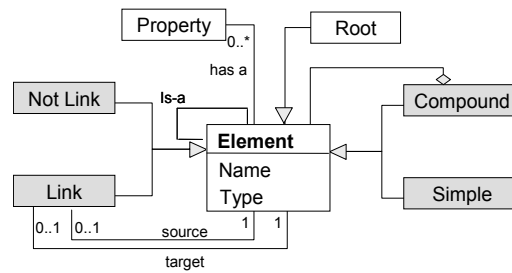 Property
Root
0..*
has a
Is-a
Not Link
Compound
Element
Name
Type
Link
Simple
0..1
0..1
source
1
1
target